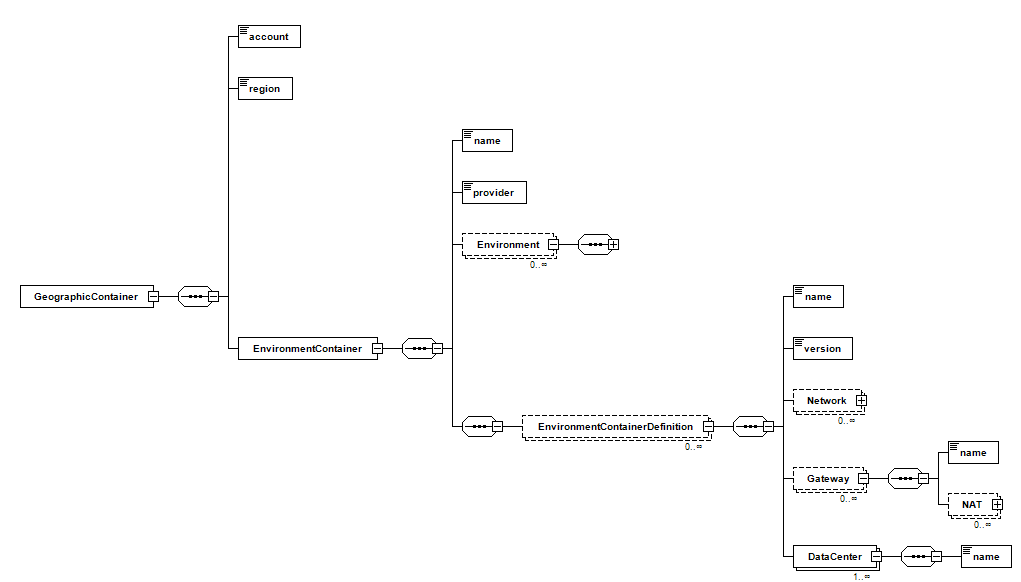 account
region
name
provider
Environment
0..∞
GeographicContainer
name
EnvironmentContainer
version
Network
0..∞
EnvironmentContainerDefinition
0..∞
name
Gateway
0..∞
NAT
0..∞
DataCenter
name
1..∞